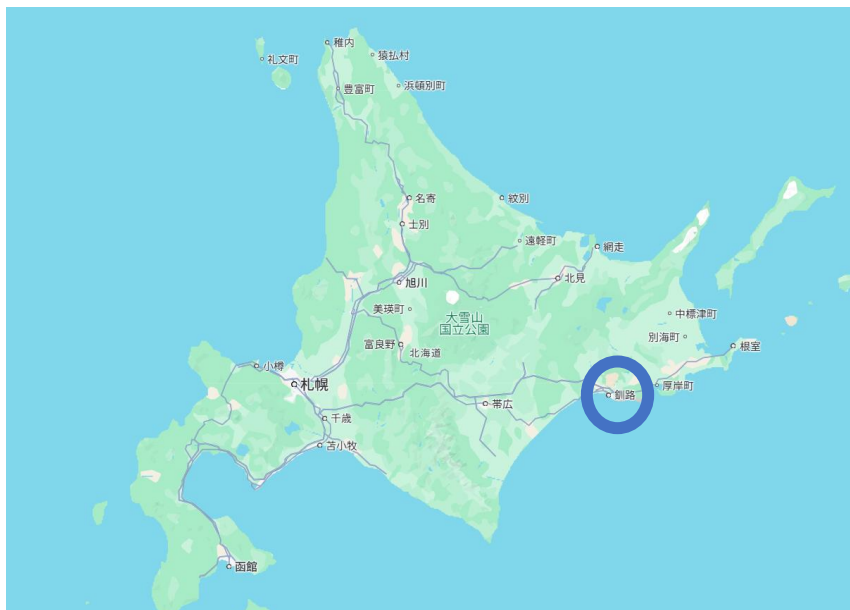 稚内
猿払村
礼文町
浜頓別町
豊富町
名寄
紋別
士別
遠軽町
網走
北見
旭川
美瑛町
大雪山
国立公園
中標津町
別海町
富良野
北海道
根室
小樽
札幌
厚岸町
釧路
帯広
千歳
苫小牧
函館